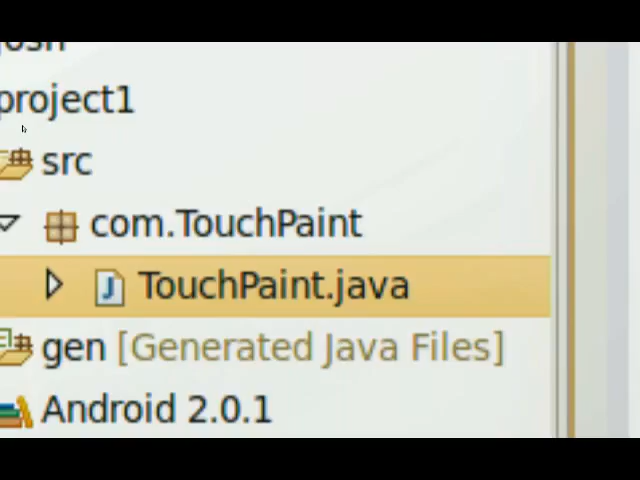 project1
src
com.TouchPaint
TouchPaint.java
gen [Generated Java Files]
Android 2.0.1